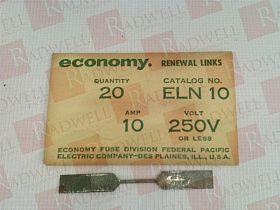 economy. RENEWAL LINKS
QUANTITY CATALOG NO.
20 ELN 10
AMP VOLT
10 250V
OR LESS
ECONOMY FUSE DIVISION FEDERAL PACIFIC
ELECTRIC COMPANY-DES PLAINES, ILL., U.S.A.
RADWELL